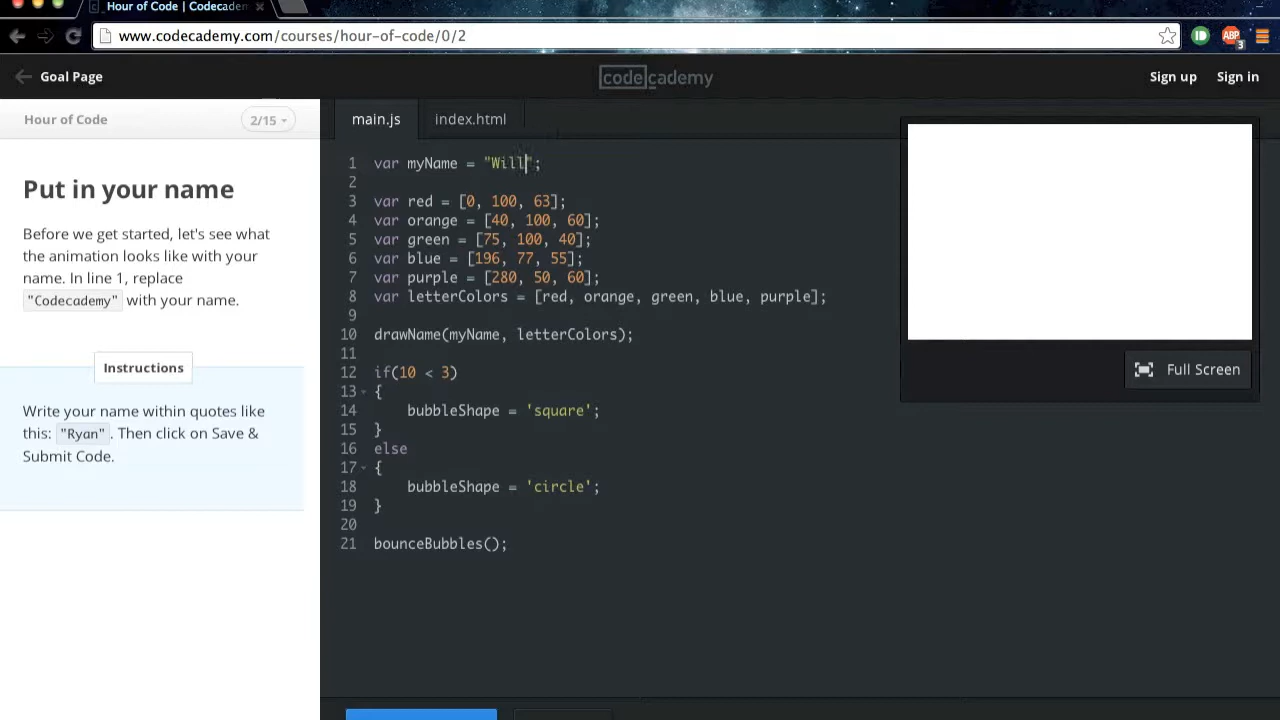 Hour of Code | Codecadem
www.codecademy.com/courses/hour-of-code/0/2
ABP
3
Goal Page
codecademy
Sign up
Sign in
Hour of Code
2/15
main.js
index.html
Put in your name
Before we get started, let's see what
the animation looks like with your
name. In line 1, replace
"Codecademy" with your name.
Instructions
Write your name within quotes like
this: "Ryan". Then click on Save &
Submit Code.
1 var myName = "Will";
2
3 var red = [0, 100, 63];
4 var orange = [40, 100, 60];
5 var green = [75, 100, 40];
6 var blue = [196, 77, 55];
7 var purple = [280, 50, 60];
8 var letterColors = [red, orange, green, blue, purple];
9
10 drawName(myName, letterColors);
11
12 if(10 < 3)
13 {
14 bubbleShape = 'square';
15 }
16 else
17 {
18 bubbleShape = 'circle';
19 }
20
21 bounceBubbles();
Full Screen